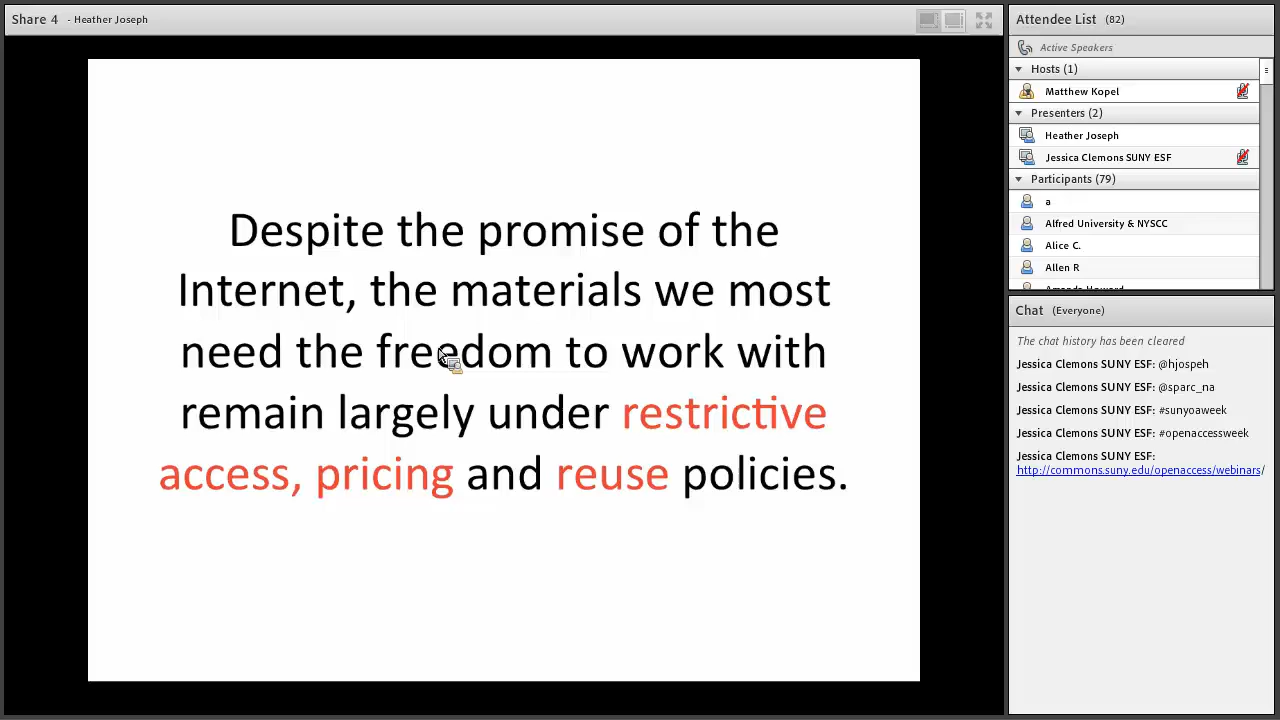 Share 4 - Heather Joseph
Despite the promise of the
Internet, the materials we most
need the freedom to work with
remain largely under restrictive
access, pricing and reuse policies.
Attendee List (82)
Active Speakers
Hosts (1)
Matthew Kopel
Presenters (2)
Heather Joseph
Jessica Clemons SUNY ESF
Participants (79)
a
Alfred University & NYSCC
Alice C.
Allen R
Chat (Everyone)
The chat history has been cleared
Jessica Clemons SUNY ESF: @hjospeh
Jessica Clemons SUNY ESF: @sparc_na
Jessica Clemons SUNY ESF: #sunyoaweek
Jessica Clemons SUNY ESF: #openaccessweek
Jessica Clemons SUNY ESF:
http://commons.suny.edu/openaccess/webinars/